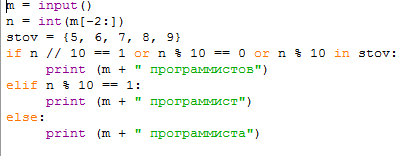 m = input()
n = int(m[-2:])
stov = {5, 6, 7, 8, 9}
if n // 10 == 1 or n % 10 == 0 or n % 10 in stov:
print (m + " программистов")
elif n % 10 == 1:
print (m + " программист")
else:
print (m + " программиста")